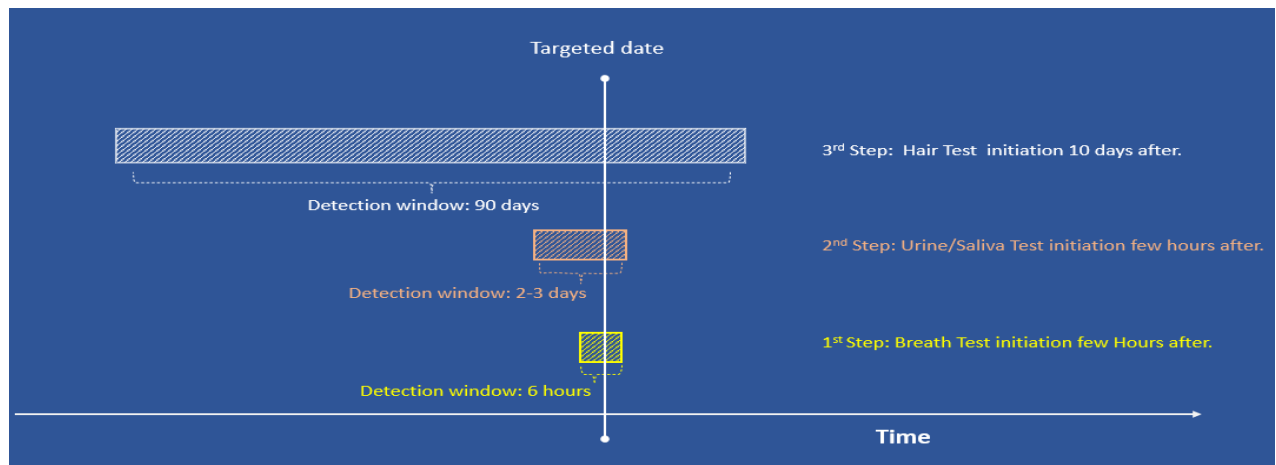 Targeted date
3rd Step: Hair Test initiation 10 days after.
Detection window: 90 days
2nd Step: Urine/Saliva Test initiation few hours after.
Detection window: 2-3 days
1st Step: Breath Test initiation few Hours after.
Detection window: 6 hours
Time